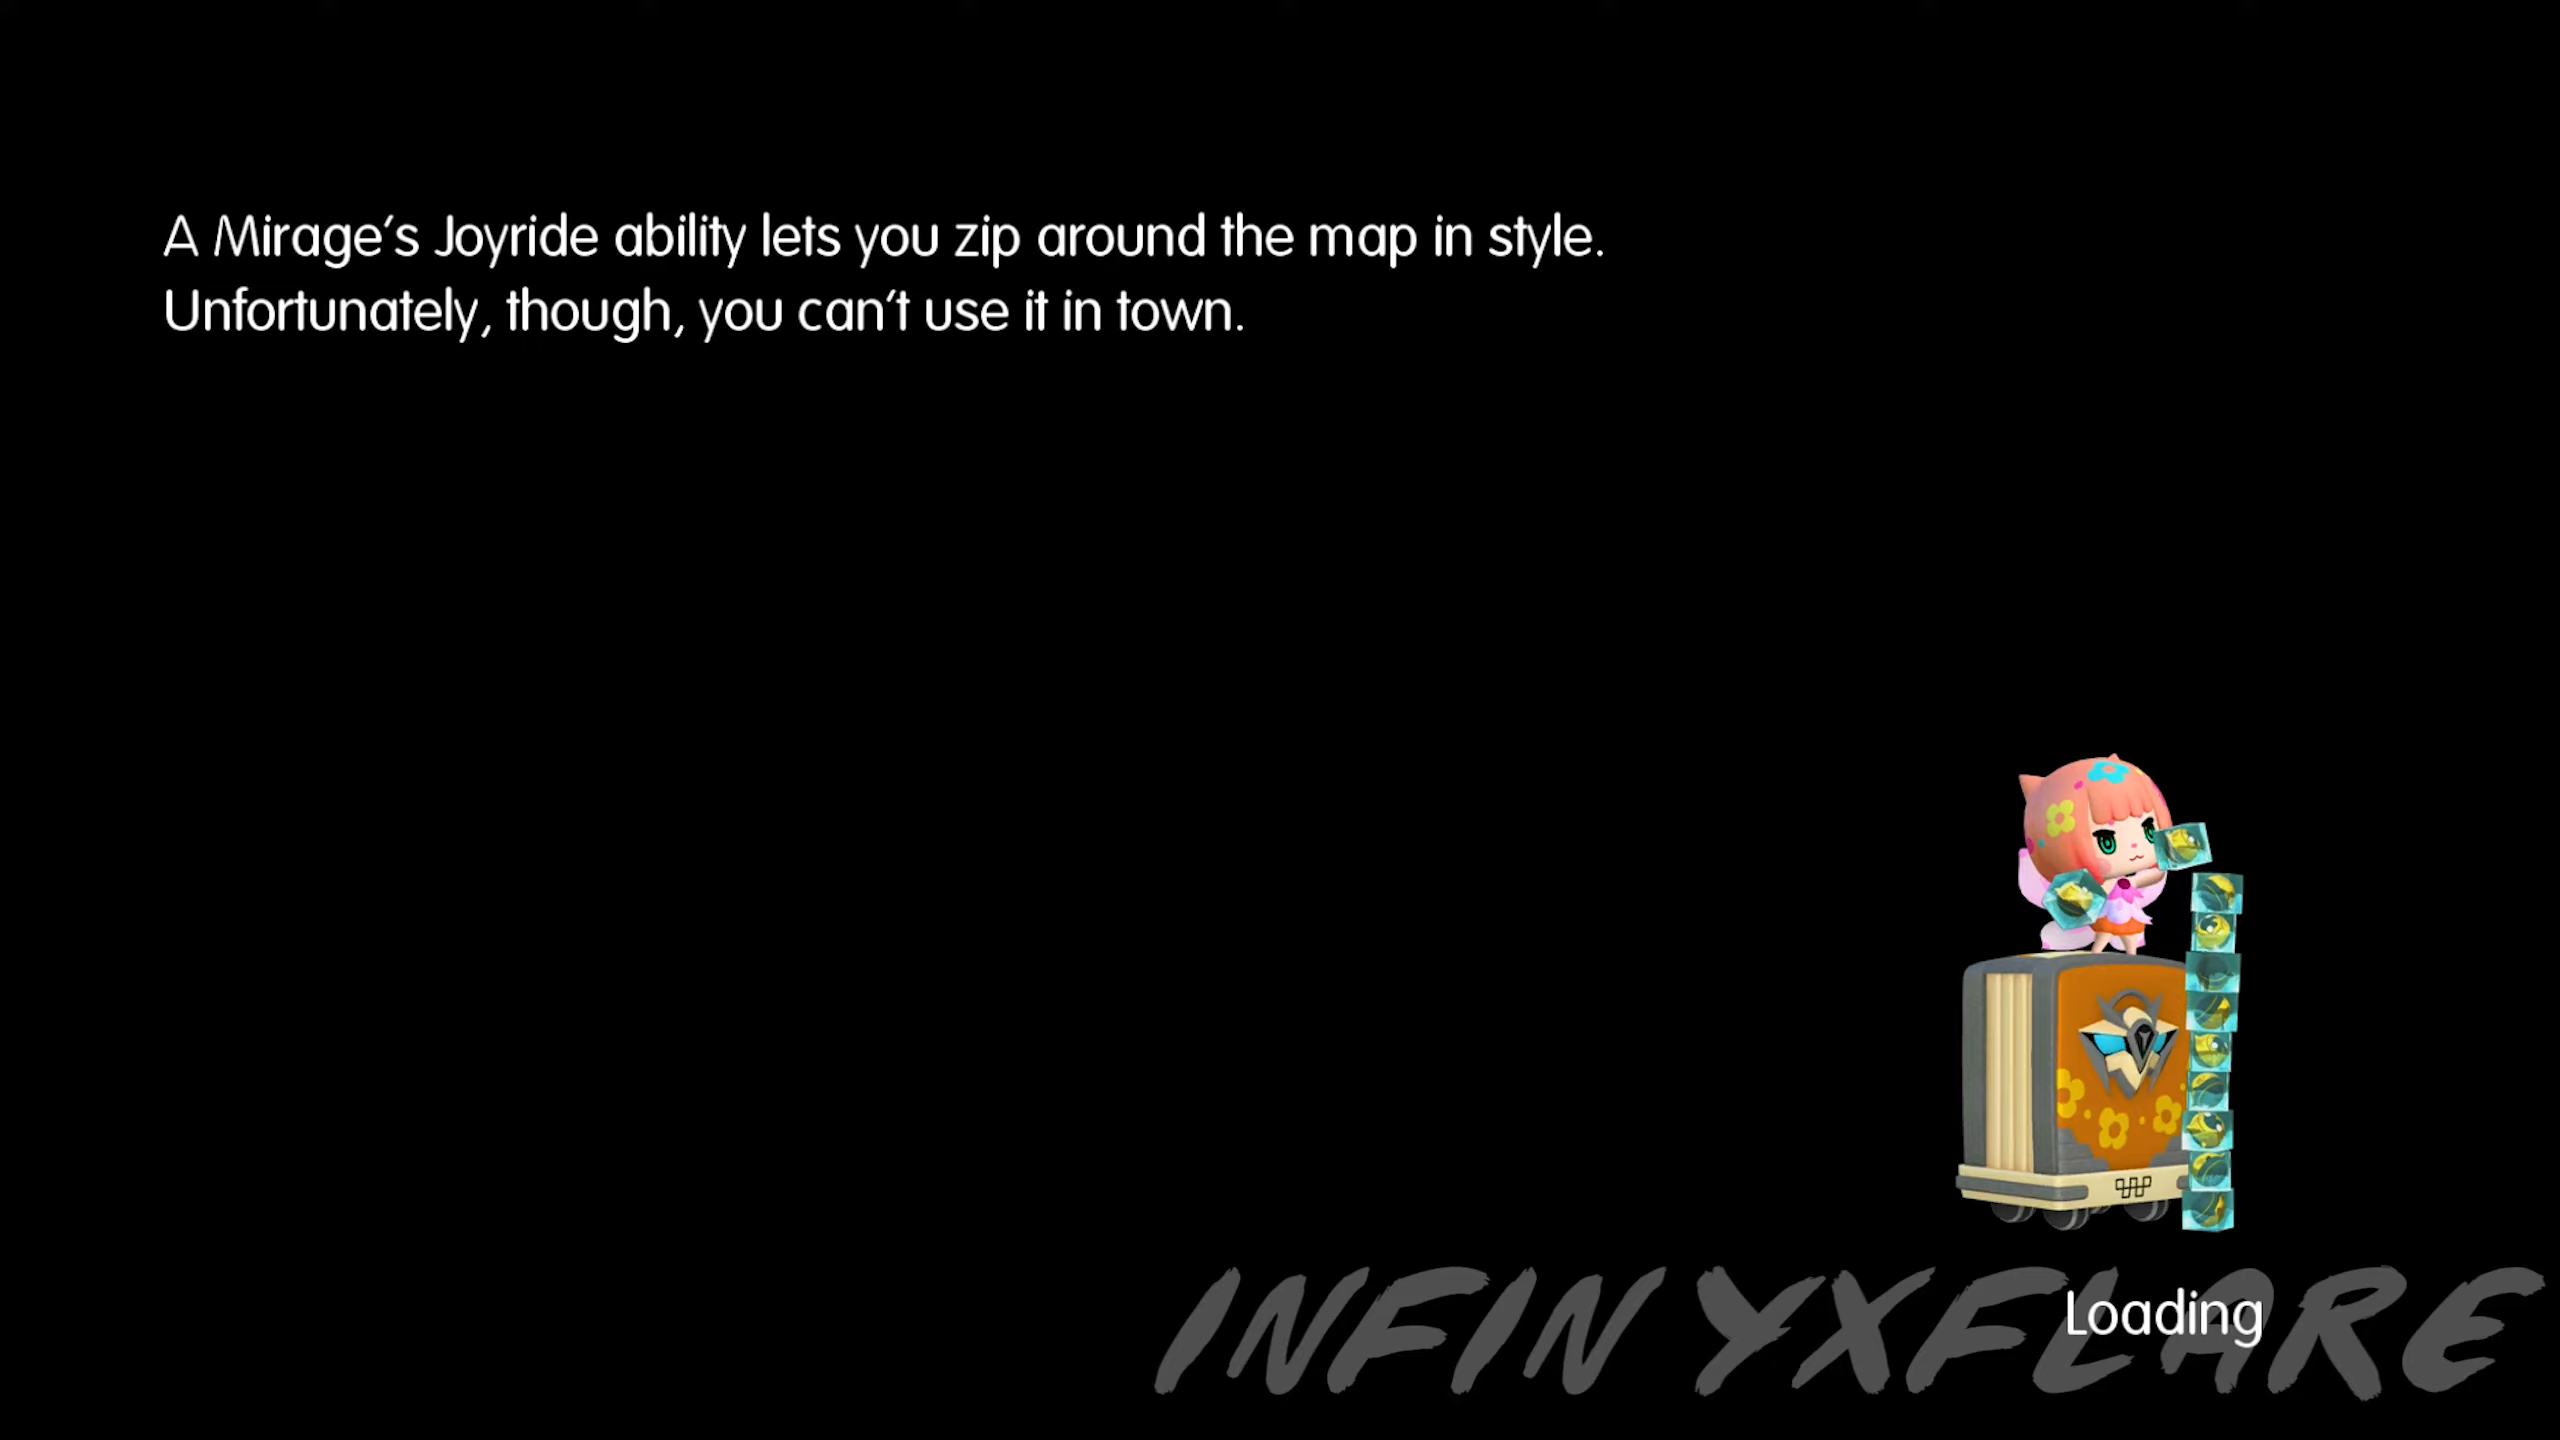 A Mirage's Joyride ability lets you zip around the map in style.
Unfortunately, though, you can't use it in town.
Loading
INFIN YXFLARE